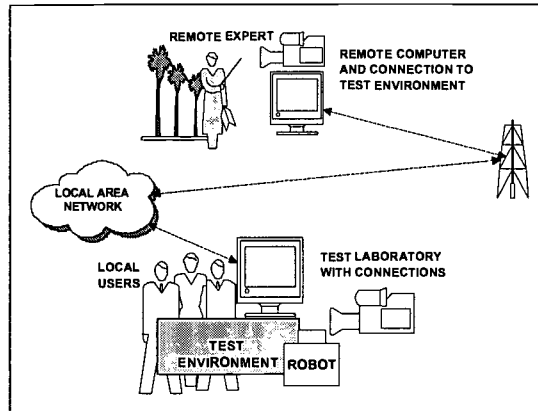 REMOTE EXPERT
REMOTE COMPUTER
AND CONNECTION TO
TEST ENVIRONMENT
LOCAL AREA
NETWORK
LOCAL
USERS
TEST LABORATORY
WITH CONNECTIONS
TEST
ENVIRONMENT
ROBOT